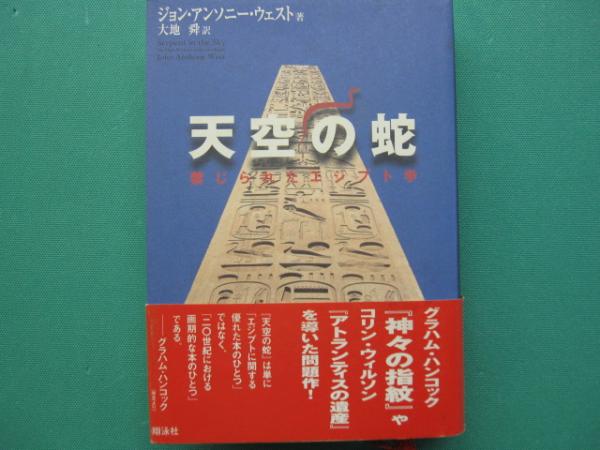 ジョン・アンソニー・ウェスト著
大地 舜訳
Serpent in the Sky
John Anthony West
天空の蛇
禁じられたエジプト学
グラハム・ハンコック
『神々の指紋』や
コリン・ウィルソン
『アトランティスの遺産』
を導いた問題作!
『天空の蛇』は単に
「エジプトに関する
優れた本のひとつ」
ではなく、
「二〇世紀における
画期的な本のひとつ」
である。
――グラハム・ハンコック
翔泳社